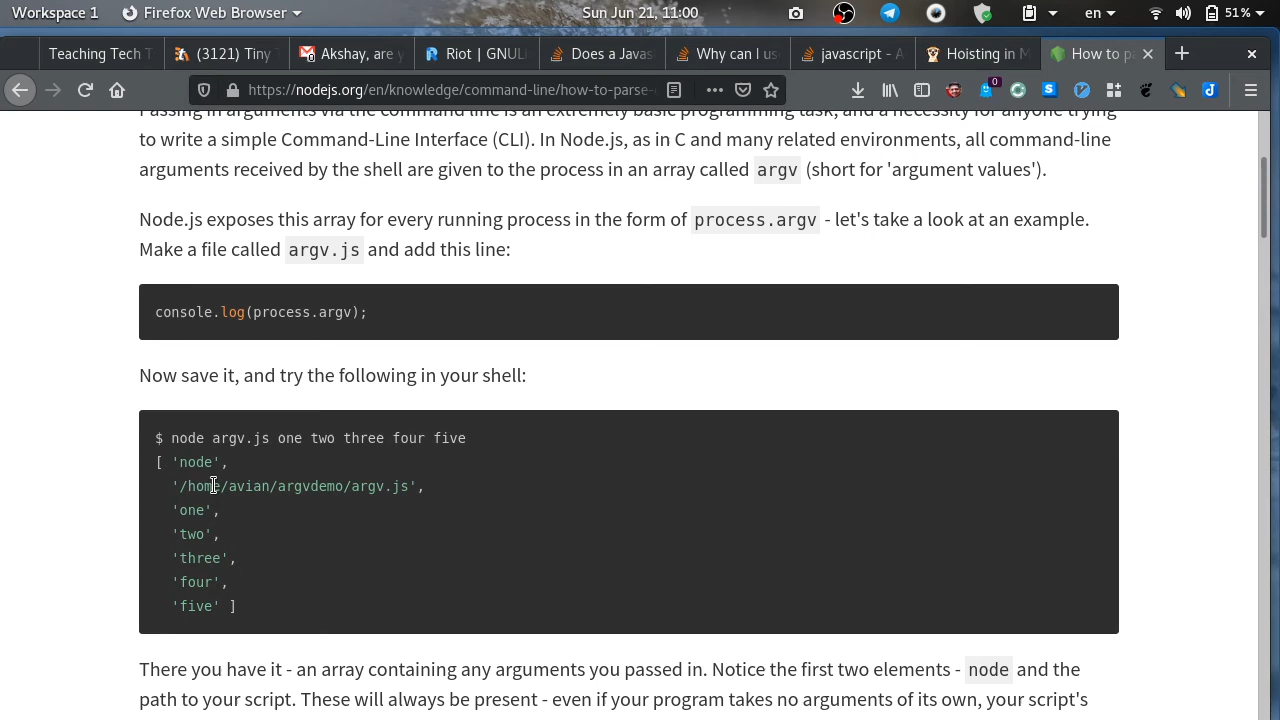 Workspace 1 Firefox Web Browser Sun Jun 21, 11:00 en 51%
Teaching Tech T (3121) Tiny Akshay, are y Riot | GNUL Does a Javas Why can I us javascript - A Hoisting in M How to p
https://nodejs.org/en/knowledge/command-line/how-to-parse- 0
Passing in arguments via the command line is an extremely basic programming task, and a necessity for anyone trying
to write a simple Command-Line Interface (CLI). In Node.js, as in C and many related environments, all command-line
arguments received by the shell are given to the process in an array called argv (short for 'argument values').
Node.js exposes this array for every running process in the form of process.argv - let's take a look at an example.
Make a file called argv.js and add this line:
console.log(process.argv);
Now save it, and try the following in your shell:
$ node argv.js one two three four five
[ 'node',
'/home/avian/argvdemo/argv.js',
'one',
'two',
'three',
'four',
'five' ]
There you have it - an array containing any arguments you passed in. Notice the first two elements - node and the
path to your script. These will always be present - even if your program takes no arguments of its own, your script's